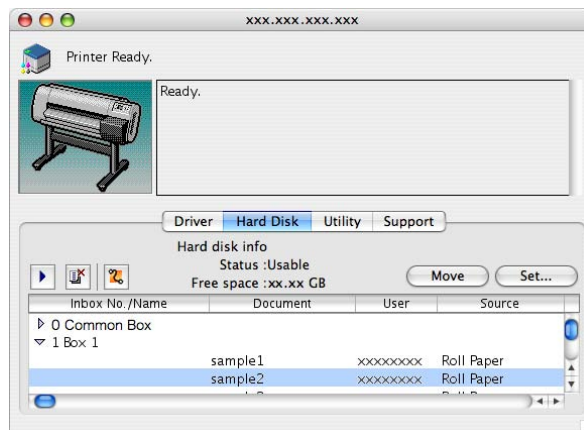 xxx.xxx.xxx.xxx
Printer Ready.
Ready.
Driver Hard Disk Utility Support
Hard disk info
Status :Usable
Free space :xx.xx GB
Move Set...
Inbox No./Name Document User Source
0 Common Box
1 Box 1
sample1 xxxxxxxx Roll Paper
sample2 xxxxxxxx Roll Paper